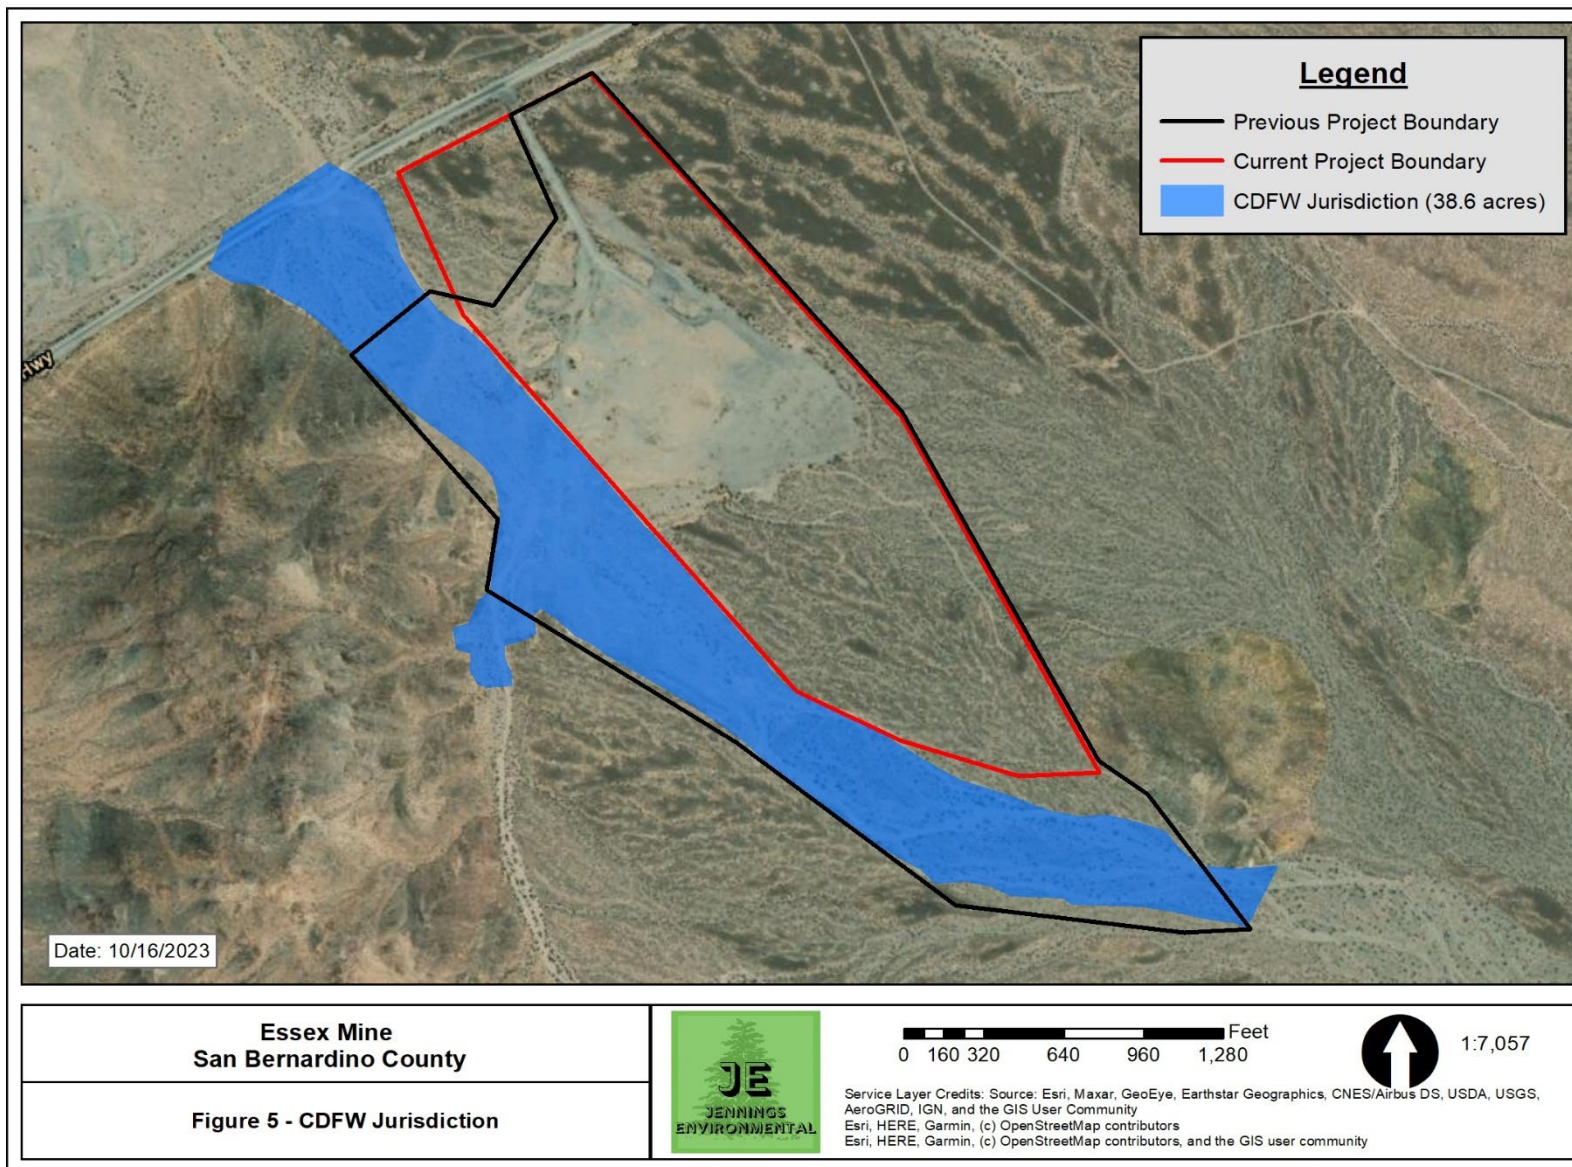 Legend
Previous Project Boundary
Current Project Boundary
CDFW Jurisdiction (38.6 acres)
Hwy
Date: 10/16/2023
Essex Mine
San Bernardino County
Figure 5 - CDFW Jurisdiction
JE
JENNINGS
ENVIRONMENTAL
Feet
0 160 320 640 960 1,280
1:7,057
Service Layer Credits: Source: Esri, Maxar, GeoEye, Earthstar Geographics, CNES/Airbus DS, USDA, USGS,
AeroGRID, IGN, and the GIS User Community
Esri, HERE, Garmin, (c) OpenStreetMap contributors
Esri, HERE, Garmin, (c) OpenStreetMap contributors, and the GIS user community